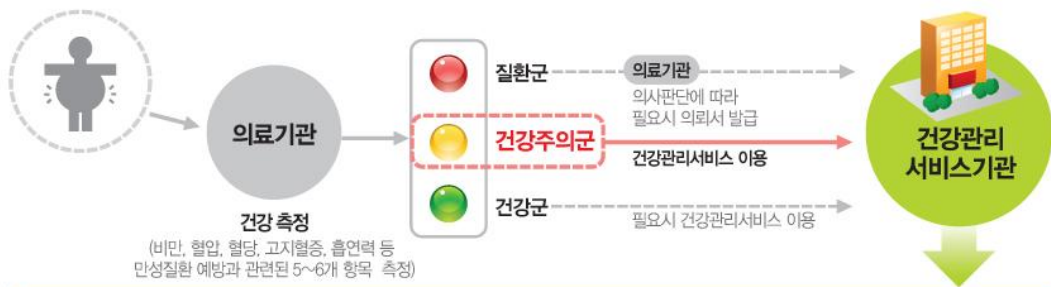 의료기관
건강 측정
(비만, 혈압, 혈당, 고지혈증, 흡연력 등
만성질환 예방과 관련된 5~6개 항목 측정)
질환군
의료기관
의사판단에 따라
필요시 의뢰서 발급
건강주의군
건강관리서비스 이용
건강군
필요시 건강관리서비스 이용
건강관리
서비스기관